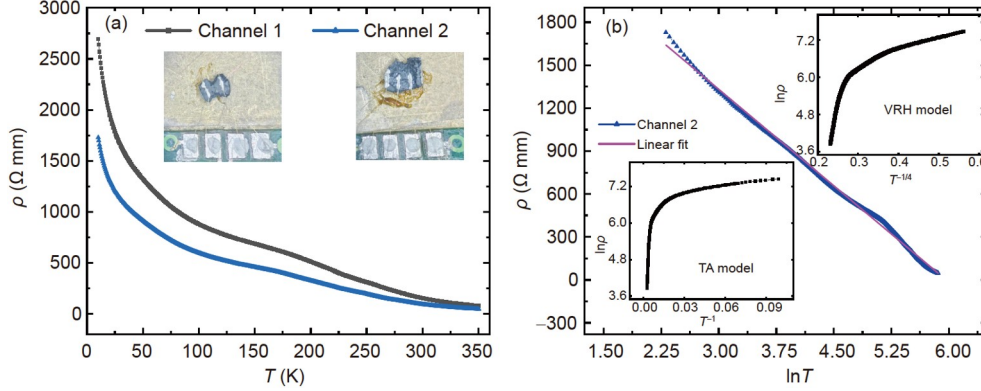 (a)
Channel 1
Channel 2
3000
2500
2000
1500
1000
500
0
ρ (Ω mm)
0
50
100
150
200
250
300
350
T (K)
(b)
1800
1500
1200
900
600
300
0
−300
ρ (Ω mm)
1.50
2.25
3.00
3.75
4.50
5.25
6.00
lnT
Channel 2
Linear fit
7.2
6.0
4.8
3.6
lnρ
0.2
0.3
0.4
0.5
0.6
T⁻¹/⁴
VRH model
7.2
6.0
4.8
3.6
lnρ
0.00
0.03
0.06
0.09
T⁻¹
TA model